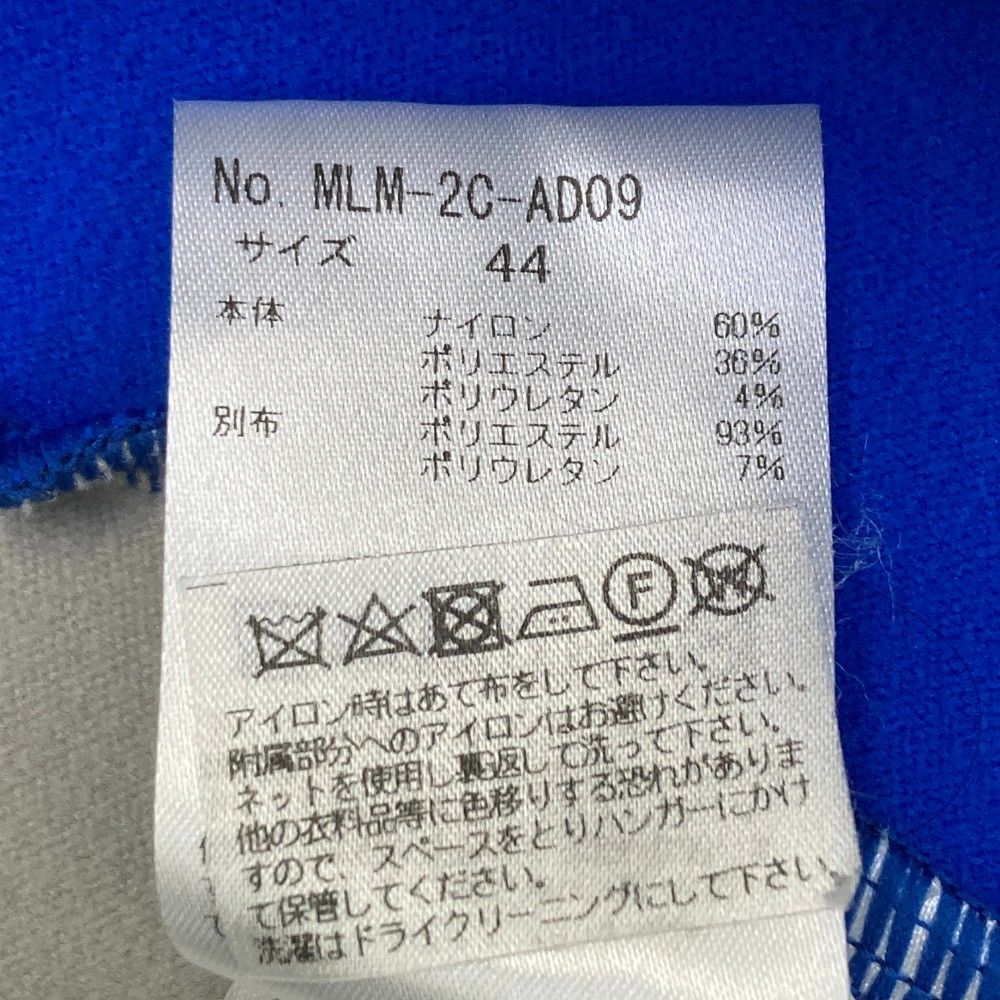 No. MLM-2C-AD09
サイズ 44
本体 ナイロン 60%
ポリエステル 36%
ポリウレタン 4%
別布 ポリエステル 93%
ポリウレタン 7%
F
W
アイロン時はあて布をして下さい。
附属部分へのアイロンはお避けください。
ネットを使用し裏返して洗って下さい。
他の衣料品等に色移りする恐れがありま
すので、スペースをとりハンガーにかけ
て保管してください。
洗濯はドライクリーニングにして下さい。